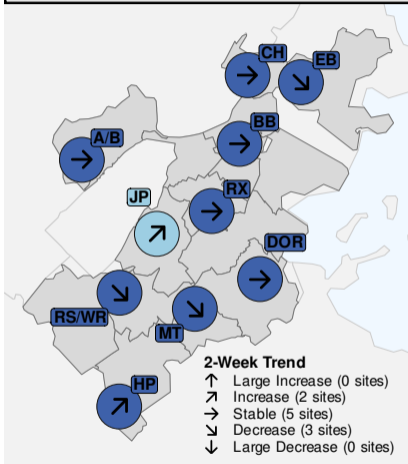 CH
EB
BB
A/B
RX
JP
DOR
RS/WR
MT
HP
2-Week Trend
↑ Large Increase (0 sites)
↗ Increase (2 sites)
→ Stable (5 sites)
↘ Decrease (3 sites)
↓ Large Decrease (0 sites)